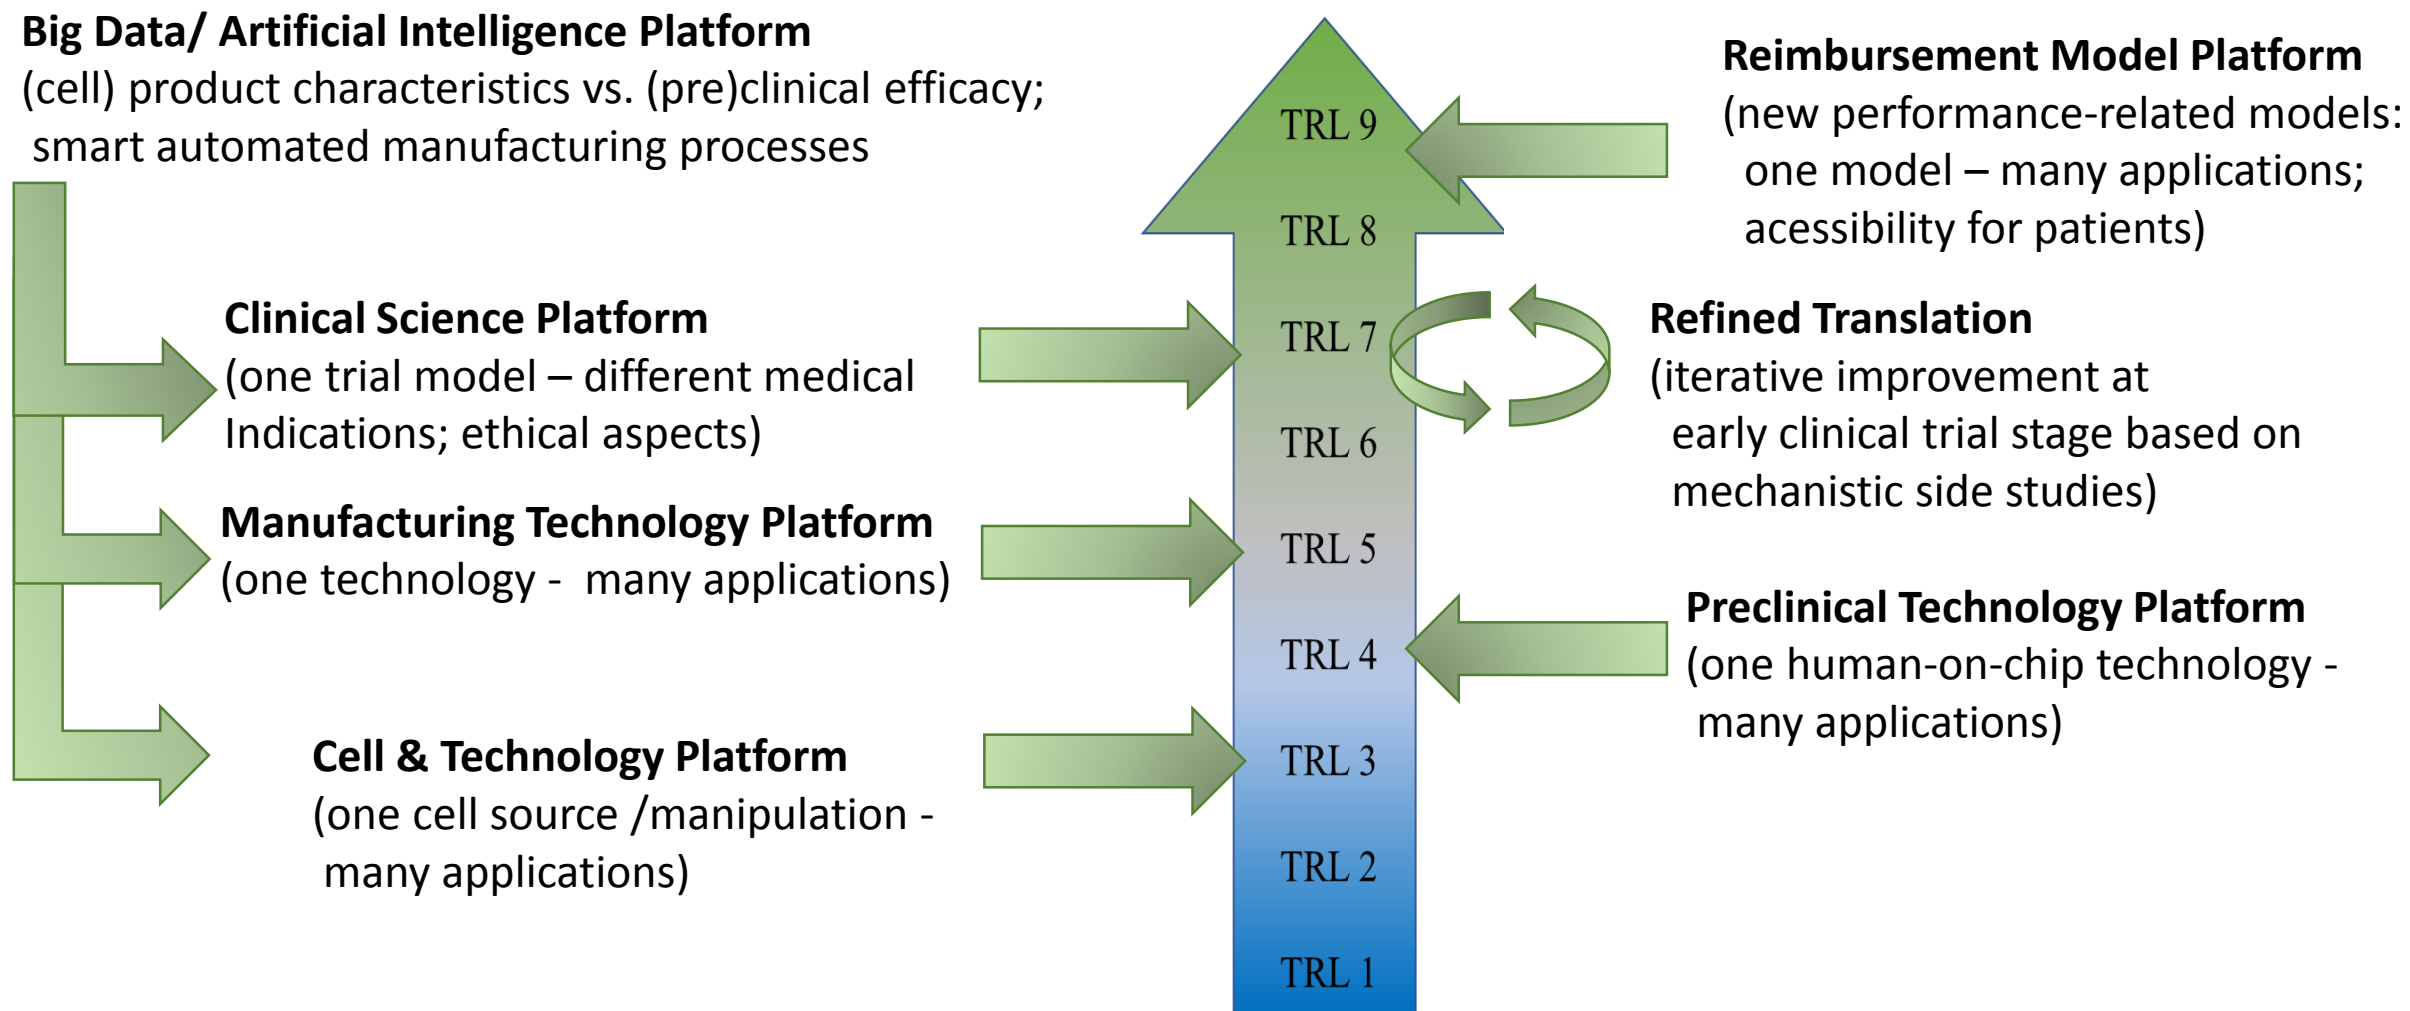 Big Data/ Artificial Intelligence Platform
(cell) product characteristics vs. (pre)clinical efficacy;
smart automated manufacturing processes
Clinical Science Platform
(one trial model – different medical
Indications; ethical aspects)
Manufacturing Technology Platform
(one technology - many applications)
Cell & Technology Platform
(one cell source /manipulation -
many applications)
TRL 9
TRL 8
TRL 7
TRL 6
TRL 5
TRL 4
TRL 3
TRL 2
TRL 1
Reimbursement Model Platform
(new performance-related models:
one model – many applications;
acessibility for patients)
Refined Translation
(iterative improvement at
early clinical trial stage based on
mechanistic side studies)
Preclinical Technology Platform
(one human-on-chip technology -
many applications)